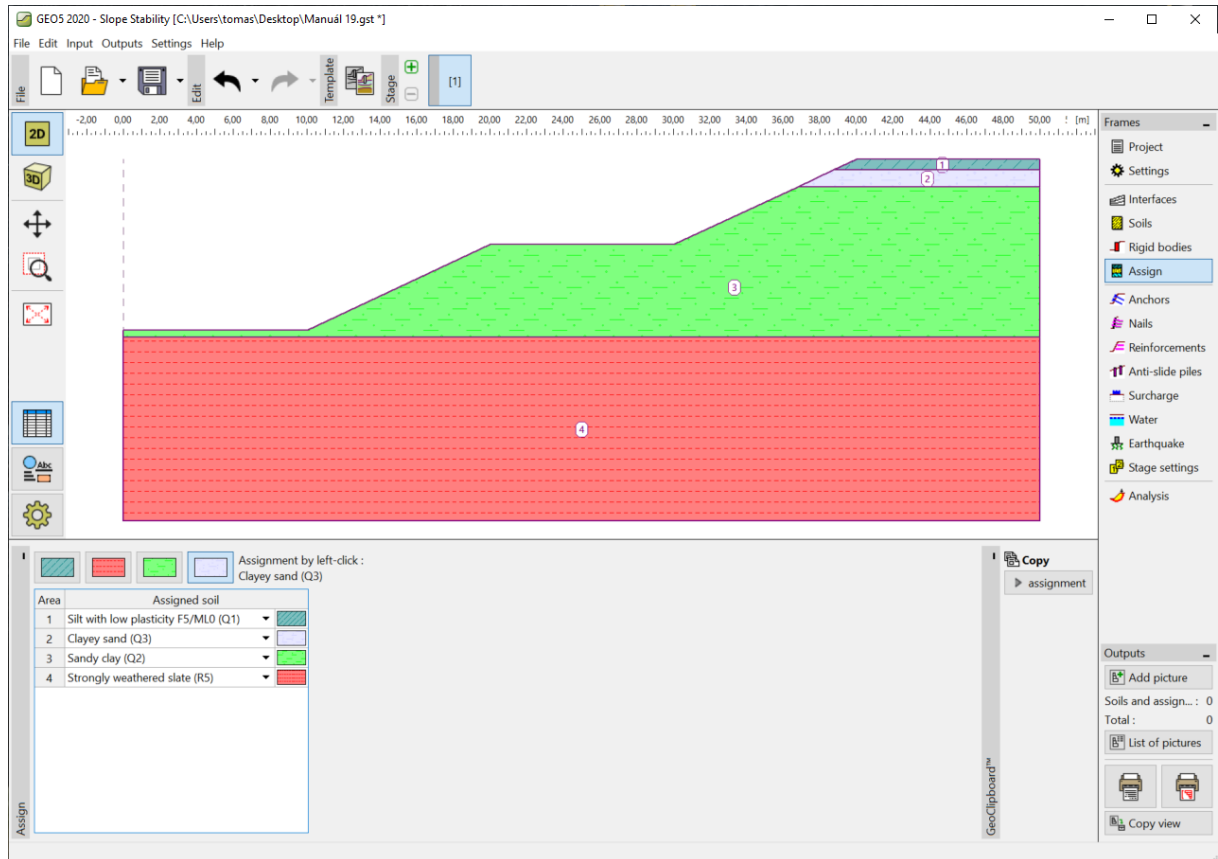 GEO5 2020 - Slope Stability [C:\Users\tomas\Desktop\Manuál 19.gst *]
File Edit Input Outputs Settings Help
File
Edit
Template
Stage
[1]
-2,00 0,00 2,00 4,00 6,00 8,00 10,00 12,00 14,00 16,00 18,00 20,00 22,00 24,00 26,00 28,00 30,00 32,00 34,00 36,00 38,00 40,00 42,00 44,00 46,00 48,00 50,00 [m]
2D
3D
Abc
1
2
3
4
Frames
Project
Settings
Interfaces
Soils
Rigid bodies
Assign
Anchors
Nails
Reinforcements
Anti-slide piles
Surcharge
Water
Earthquake
Stage settings
Analysis
Assignment by left-click :
Clayey sand (Q3)
Area Assigned soil
1 Silt with low plasticity F5/ML0 (Q1)
2 Clayey sand (Q3)
3 Sandy clay (Q2)
4 Strongly weathered slate (R5)
Assign
GeoClipboard™
Copy
assignment
Outputs
Add picture
Soils and assign... : 0
Total : 0
List of pictures
Copy view